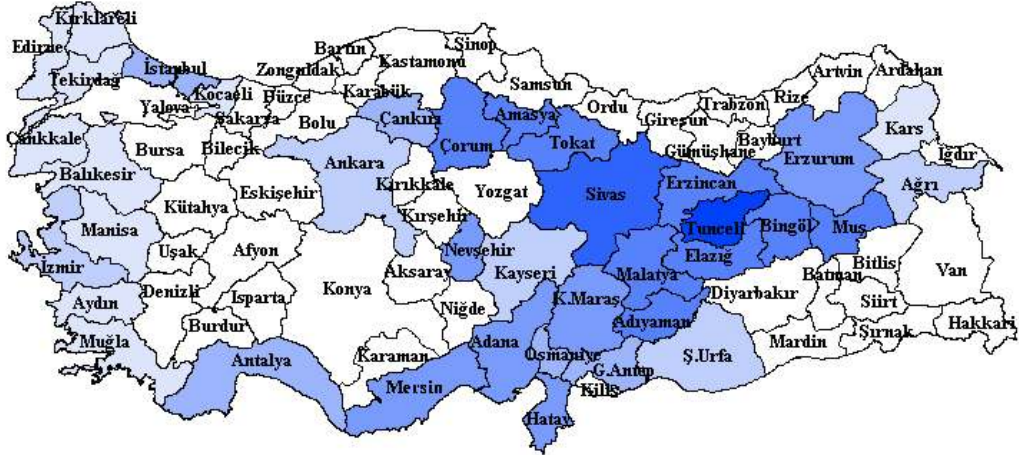 Kırklareli
Edirne
Tekirdağ
İstanbul
Kocaeli
Yalova
Sakarya
Düzce
Zonguldak
Bartın
Karabük
Kastamonu
Sinop
Samsun
Ordu
Giresun
Trabzon
Rize
Artvin
Ardahan
Çankkale
Bursa
Bilecik
Bolu
Çankırı
Çorum
Amasya
Tokat
Gümüşhane
Bayburt
Erzurum
Kars
Iğdır
Balıkesir
Kütahya
Eskişehir
Ankara
Kırıkkale
Yozgat
Sivas
Erzincan
Ağrı
Manisa
Uşak
Afyon
Kırşehir
Nevşehir
Kayseri
Malatya
Elazığ
Tunceli
Bingöl
Muş
Bitlis
Van
İzmir
Aydın
Denizli
Isparta
Konya
Aksaray
Niğde
K.Maraş
Adıyaman
Diyarbakır
Batman
Siirt
Şırnak
Hakkari
Muğla
Burdur
Antalya
Karaman
Mersin
Adana
Osmaniye
G.Antep
Kilis
Ş.Urfa
Mardin
Hatay